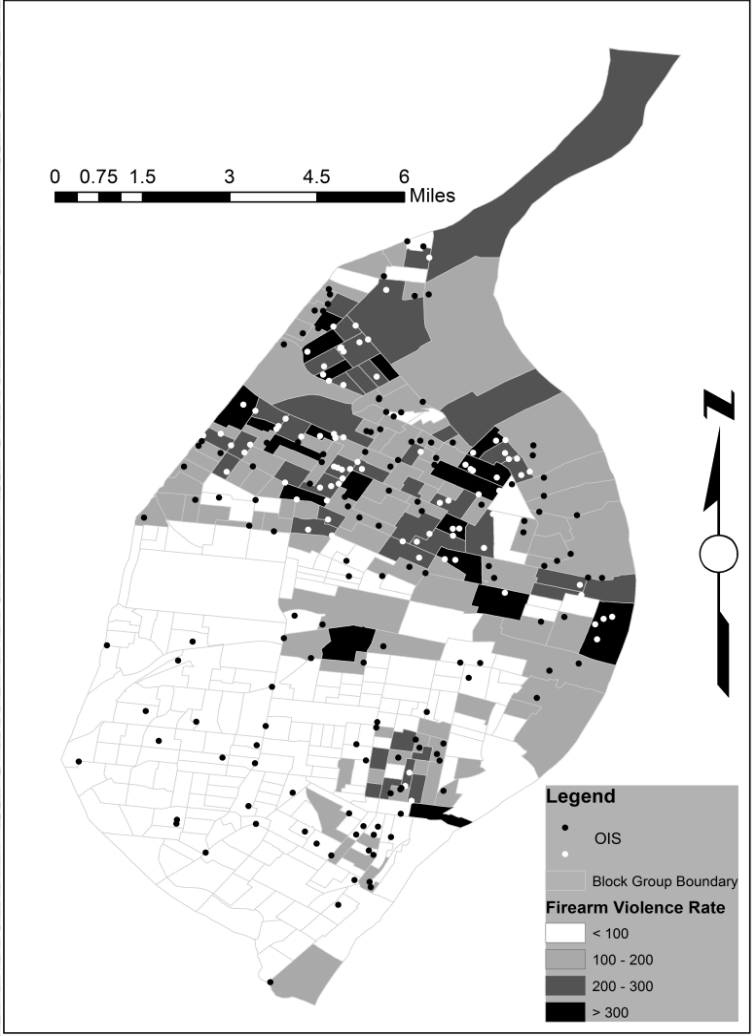 0 0.75 1.5 3 4.5 6
Miles
N
Legend
OIS
Block Group Boundary
Firearm Violence Rate
< 100
100 - 200
200 - 300
> 300